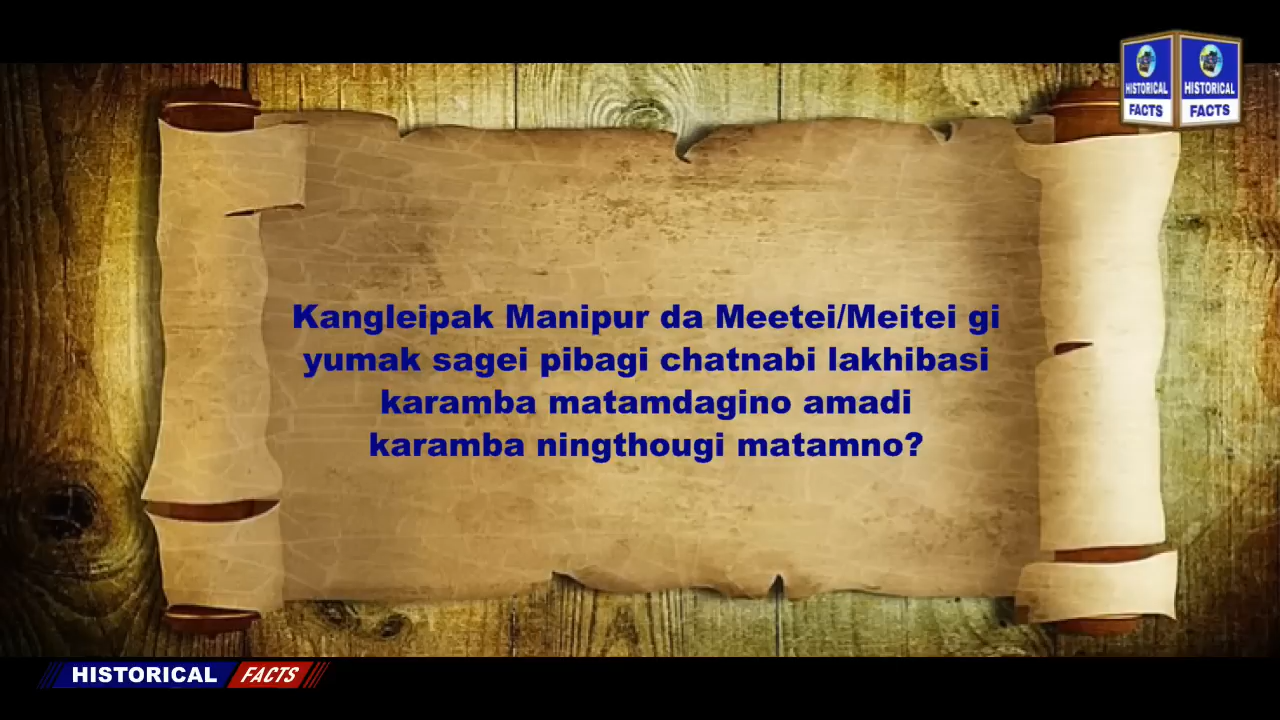 HISTORICAL HISTORICAL
FACTS FACTS
Kangleipak Manipur da Meetei/Meitei gi
yumak sagei pibagi chatnabi lakhibasi
karamba matamdagino amadi
karamba ningthougi matamno?
HISTORICAL FACTS